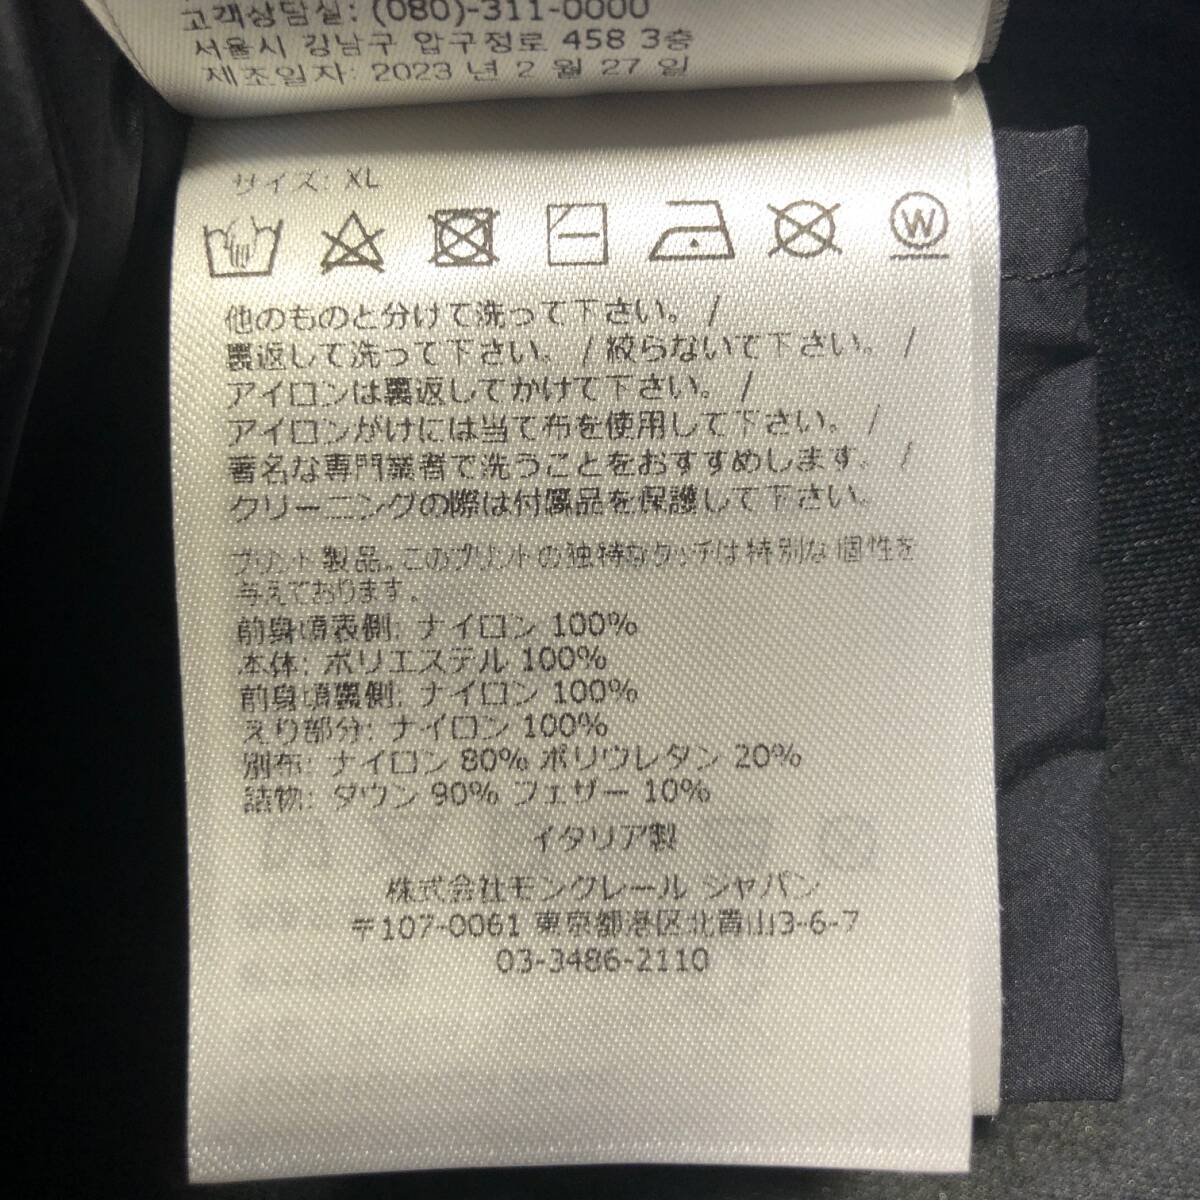 고객상담실: (080)-311-0000
서울시 강남구 압구정로 458 3층
제조일자: 2023 년 2 월 27 일
サイズ: XL
W
他のものと分けて洗って下さい。 /
裏返して洗って下さい。 / 絞らないで下さい。 /
アイロンは裏返してかけて下さい。 /
アイロンがけには当て布を使用して下さい。 /
著名な専門業者で洗うことをおすすめします。 /
クリーニングの際は付属品を保護して下さい。
プリント製品。このプリントの独特なタッチは特別な個性を
与えております。
前身頃表側: ナイロン 100%
本体: ポリエステル 100%
前身頃裏側: ナイロン 100%
えり部分: ナイロン 100%
別布: ナイロン 80% ポリウレタン 20%
詰物: ダウン 90% フェザー 10%
イタリア製
株式会社モンクレール ジャパン
〒107-0061 東京都港区北青山3-6-7
03-3486-2110